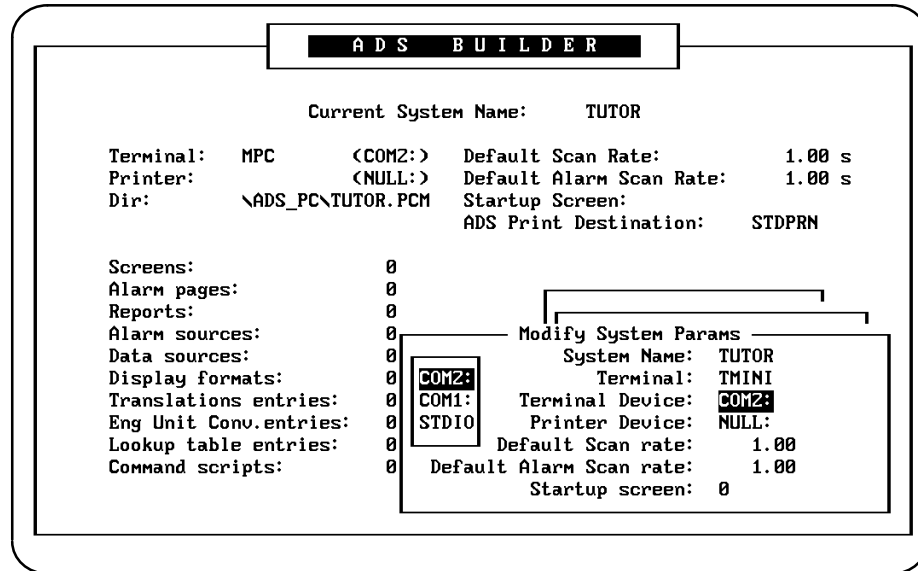 A D S   B U I L D E R
Current System Name: TUTOR
Terminal: MPC (COM2:) Default Scan Rate: 1.00 s
Printer: (NULL:) Default Alarm Scan Rate: 1.00 s
Dir: \ADS_PC\TUTOR.PCM Startup Screen:
ADS Print Destination: STDPRN
Screens: 0
Alarm pages: 0
Reports: 0
Alarm sources: 0
Data sources: 0
Display formats: 0
Translations entries: 0
Eng Unit Conv.entries: 0
Lookup table entries: 0
Command scripts: 0
Modify System Params
System Name: TUTOR
Terminal: TMINI
Terminal Device: COM2:
Printer Device: NULL:
Default Scan rate: 1.00
Default Alarm Scan rate: 1.00
Startup screen: 0
COM2:
COM1:
STDIO